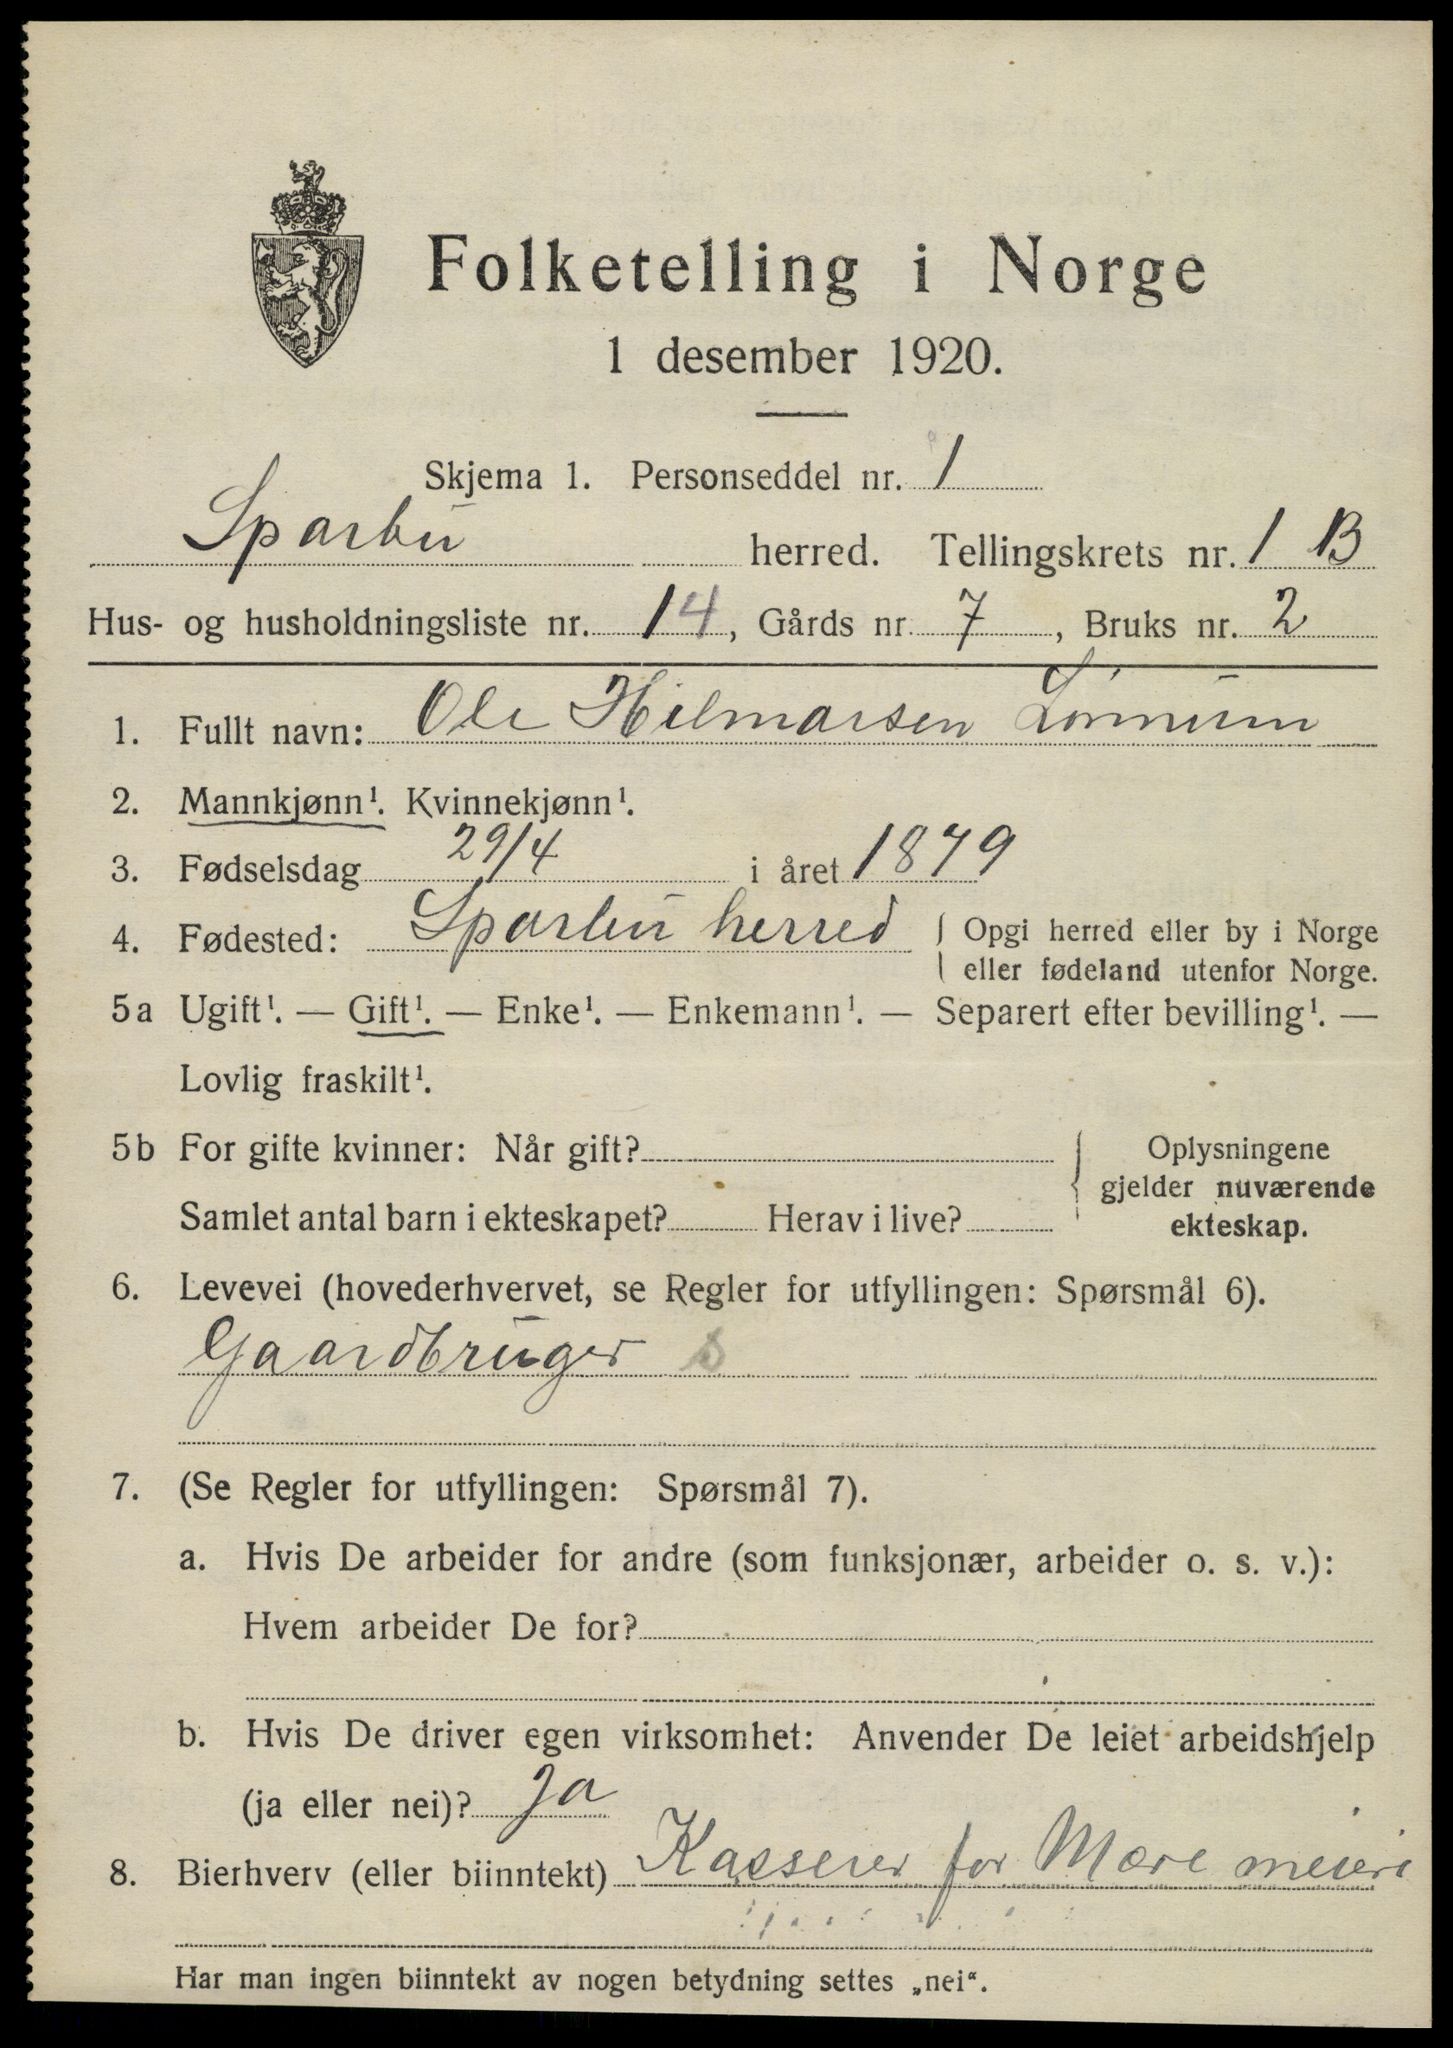 Folketelling i Norge
1 desember 1920.
Skjema 1. Personseddel nr. 1
Sparbu herred. Tellingskrets nr. 1 B
Hus- og husholdningsliste nr. 14, Gårds nr. 7, Bruks nr. 2
1. Fullt navn: Ole Hilmarsen Lønnum
2. Mannkjønn¹. Kvinnekjønn¹.
3. Fødselsdag 29/4 i året 1879
4. Fødested: Sparbu herred { Opgi herred eller by i Norge
eller fødeland utenfor Norge.
5a Ugift¹. — Gift¹. — Enke¹. — Enkemann¹. — Separert efter bevilling¹. —
Lovlig fraskilt¹.
5b For gifte kvinner: Når gift? { Oplysningene
gjelder nuværende
Samlet antal barn i ekteskapet? Herav i live? ekteskap.
6. Levevei (hovederhvervet, se Regler for utfyllingen: Spørsmål 6).
Gaardbruger s
7. (Se Regler for utfyllingen: Spørsmål 7).
a. Hvis De arbeider for andre (som funksjonær, arbeider o. s. v.):
Hvem arbeider De for?
b. Hvis De driver egen virksomhet: Anvender De leiet arbeidshjelp
(ja eller nei)? Ja
8. Bierhverv (eller biinntekt) Kasserer for Mære meieri
Har man ingen biinntekt av nogen betydning settes „nei“.